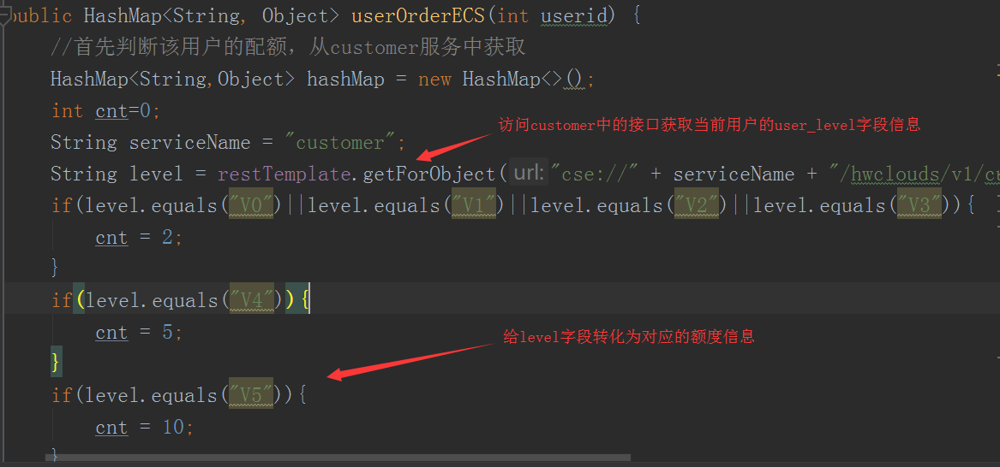 public HashMap<String, Object> userOrderECS(int userid) {
//首先判断该用户的配额，从customer服务中获取
HashMap<String,Object> hashMap = new HashMap<>();
int cnt=0;
访问customer中的接口获取当前用户的user_level字段信息
String serviceName = "customer";
String level = restTemplate.getForObject( url: "cse://" + serviceName + "/hwclouds/v1/cu
if(level.equals("V0")||level.equals("V1")||level.equals("V2")||level.equals("V3")){
cnt = 2;
}
if(level.equals("V4")){
cnt = 5;
给level字段转化为对应的额度信息
}
if(level.equals("V5")){
cnt = 10;
}